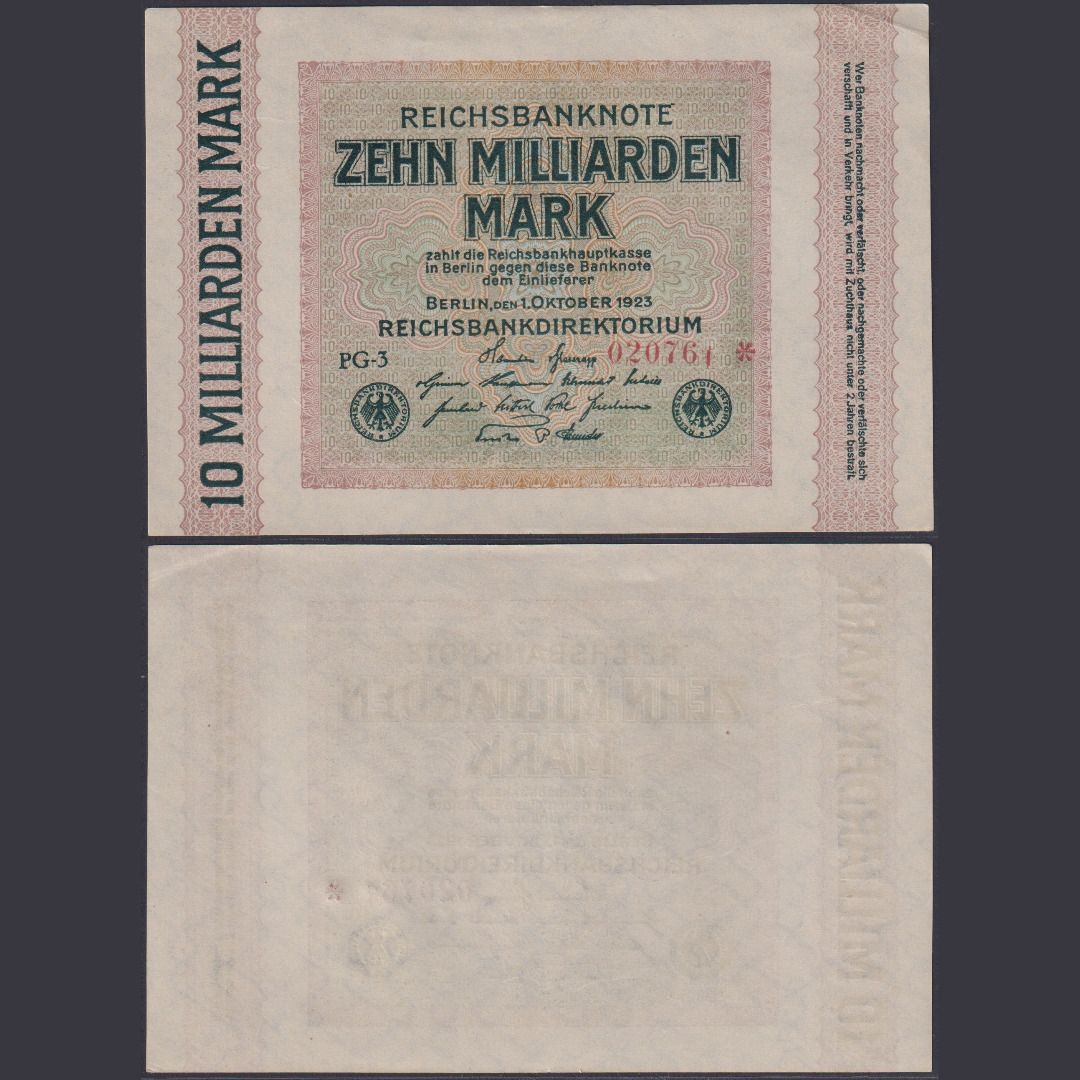 10 MILLIARDEN MARK
REICHSBANKNOTE
ZEHN MILLIARDEN
MARK
zahlt die Reichsbankhauptkasse
in Berlin gegen diese Banknote
dem Einlieferer
BERLIN, DEN 1. OKTOBER 1923
REICHSBANKDIREKTORIUM
PG-3
020761 *
REICHSBANKDIREKTORIUM
REICHSBANKDIREKTORIUM
Wer Banknoten nachmacht oder verfälscht, oder nachgemachte oder verfälschte sich
verschafft und in Verkehr bringt, wird mit Zuchthaus nicht unter 2 Jahren bestraft.